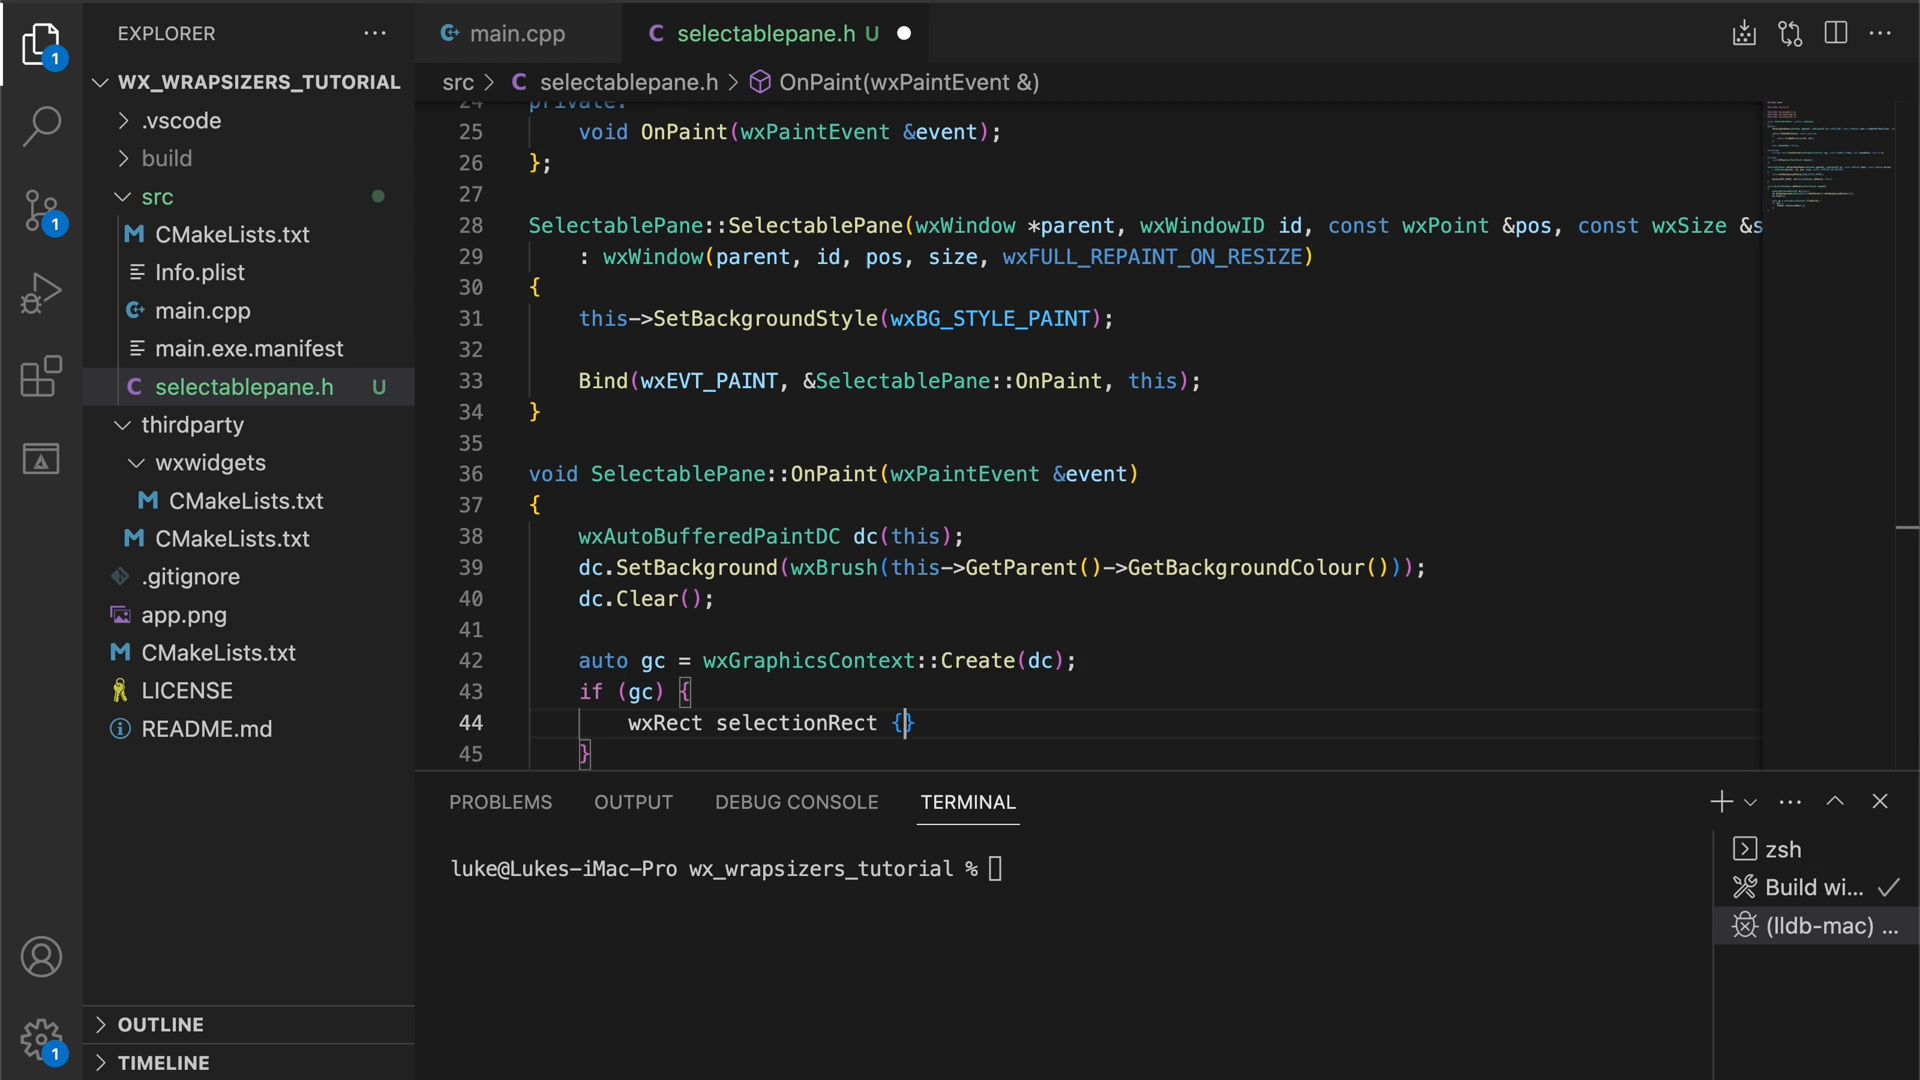 EXPLORER
WX_WRAPSIZERS_TUTORIAL
.vscode
build
src
CMakeLists.txt
Info.plist
main.cpp
main.exe.manifest
selectablepane.h U
thirdparty
wxwidgets
CMakeLists.txt
CMakeLists.txt
.gitignore
app.png
CMakeLists.txt
LICENSE
README.md
OUTLINE
TIMELINE
1
1
1
main.cpp
selectablepane.h U
src > selectablepane.h > OnPaint(wxPaintEvent &)
24 private:
25 void OnPaint(wxPaintEvent &event);
26 };
27
28 SelectablePane::SelectablePane(wxWindow *parent, wxWindowID id, const wxPoint &pos, const wxSize &s
29 : wxWindow(parent, id, pos, size, wxFULL_REPAINT_ON_RESIZE)
30 {
31 this->SetBackgroundStyle(wxBG_STYLE_PAINT);
32
33 Bind(wxEVT_PAINT, &SelectablePane::OnPaint, this);
34 }
35
36 void SelectablePane::OnPaint(wxPaintEvent &event)
37 {
38 wxAutoBufferedPaintDC dc(this);
39 dc.SetBackground(wxBrush(this->GetParent()->GetBackgroundColour()));
40 dc.Clear();
41
42 auto gc = wxGraphicsContext::Create(dc);
43 if (gc) {
44 wxRect selectionRect {}
45 }
PROBLEMS OUTPUT DEBUG CONSOLE TERMINAL
luke@Lukes-iMac-Pro wx_wrapsizers_tutorial %
zsh
Build wi...
(lldb-mac) ...